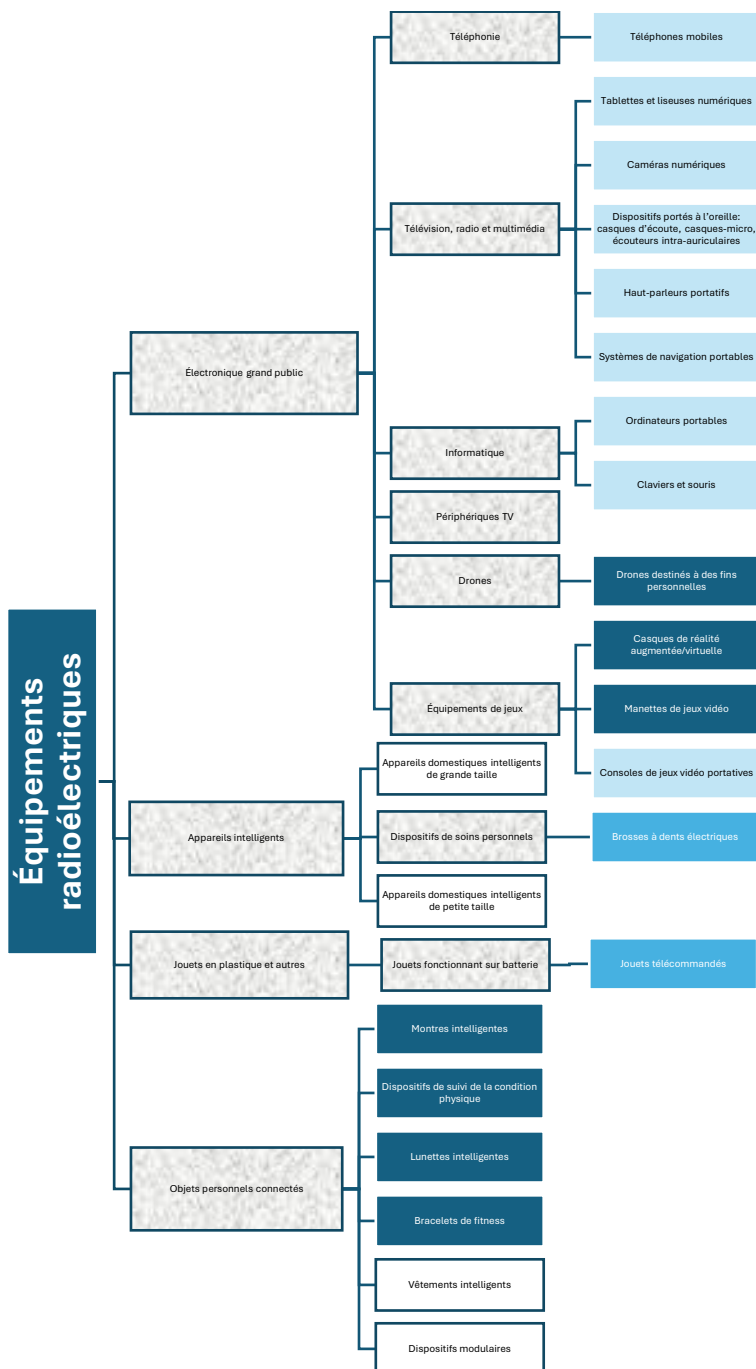 Équipements
radioélectriques
Électronique grand public
Téléphonie
Téléphones mobiles
Télévision, radio et multimédia
Tablettes et liseuses numériques
Caméras numériques
Dispositifs portés à l'oreille:
casques d'écoute, casques-micro,
écouteurs intra-auriculaires
Haut-parleurs portatifs
Systèmes de navigation portables
Informatique
Ordinateurs portables
Claviers et souris
Périphériques TV
Drones
Drones destinés à des fins
personnelles
Équipements de jeux
Casques de réalité
augmentée/virtuelle
Manettes de jeux vidéo
Consoles de jeux vidéo portatives
Appareils intelligents
Appareils domestiques intelligents
de grande taille
Dispositifs de soins personnels
Brosses à dents électriques
Appareils domestiques intelligents
de petite taille
Jouets en plastique et autres
Jouets fonctionnant sur batterie
Jouets télécommandés
Objets personnels connectés
Montres intelligentes
Dispositifs de suivi de la condition
physique
Lunettes intelligentes
Bracelets de fitness
Vêtements intelligents
Dispositifs modulaires